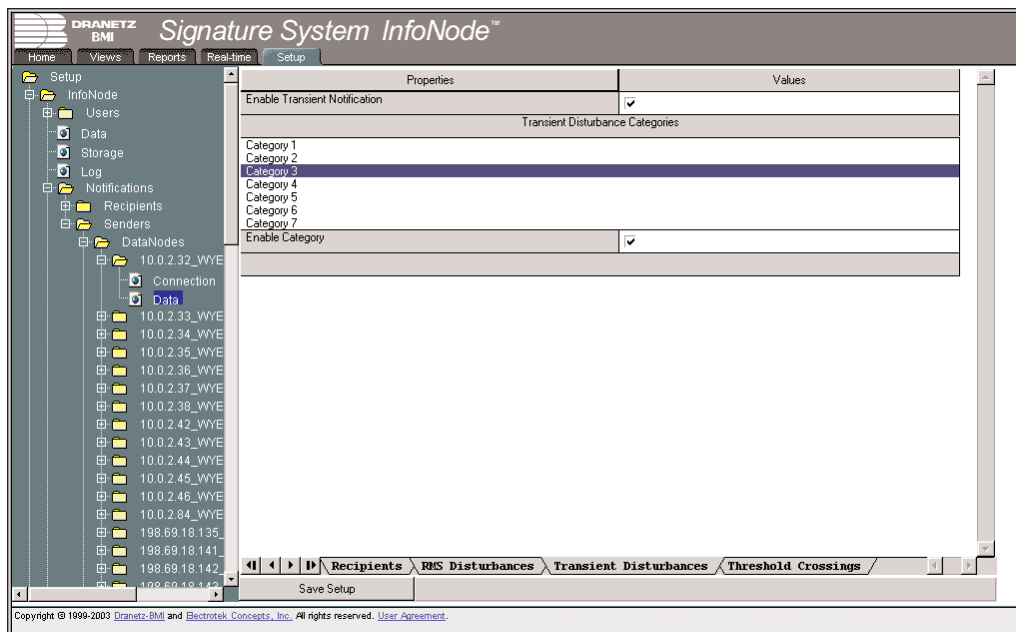 DRANETZ
BMI
Signature System InfoNode™
Home Views Reports Real-time Setup
Setup
InfoNode
Users
Data
Storage
Log
Notifications
Recipients
Senders
DataNodes
10.0.2.32_WYE
Connection
Data
10.0.2.33_WYE
10.0.2.34_WYE
10.0.2.35_WYE
10.0.2.36_WYE
10.0.2.37_WYE
10.0.2.38_WYE
10.0.2.42_WYE
10.0.2.43_WYE
10.0.2.44_WYE
10.0.2.45_WYE
10.0.2.46_WYE
10.0.2.84_WYE
198.69.18.135_
198.69.18.141_
198.69.18.142_
Properties Values
Enable Transient Notification
Transient Disturbance Categories
Category 1
Category 2
Category 3
Category 4
Category 5
Category 6
Category 7
Enable Category
Recipients RMS Disturbances Transient Disturbances Threshold Crossings
Save Setup
Copyright © 1999-2003 Dranetz-BMI and Electrotek Concepts, Inc. All rights reserved. User Agreement.